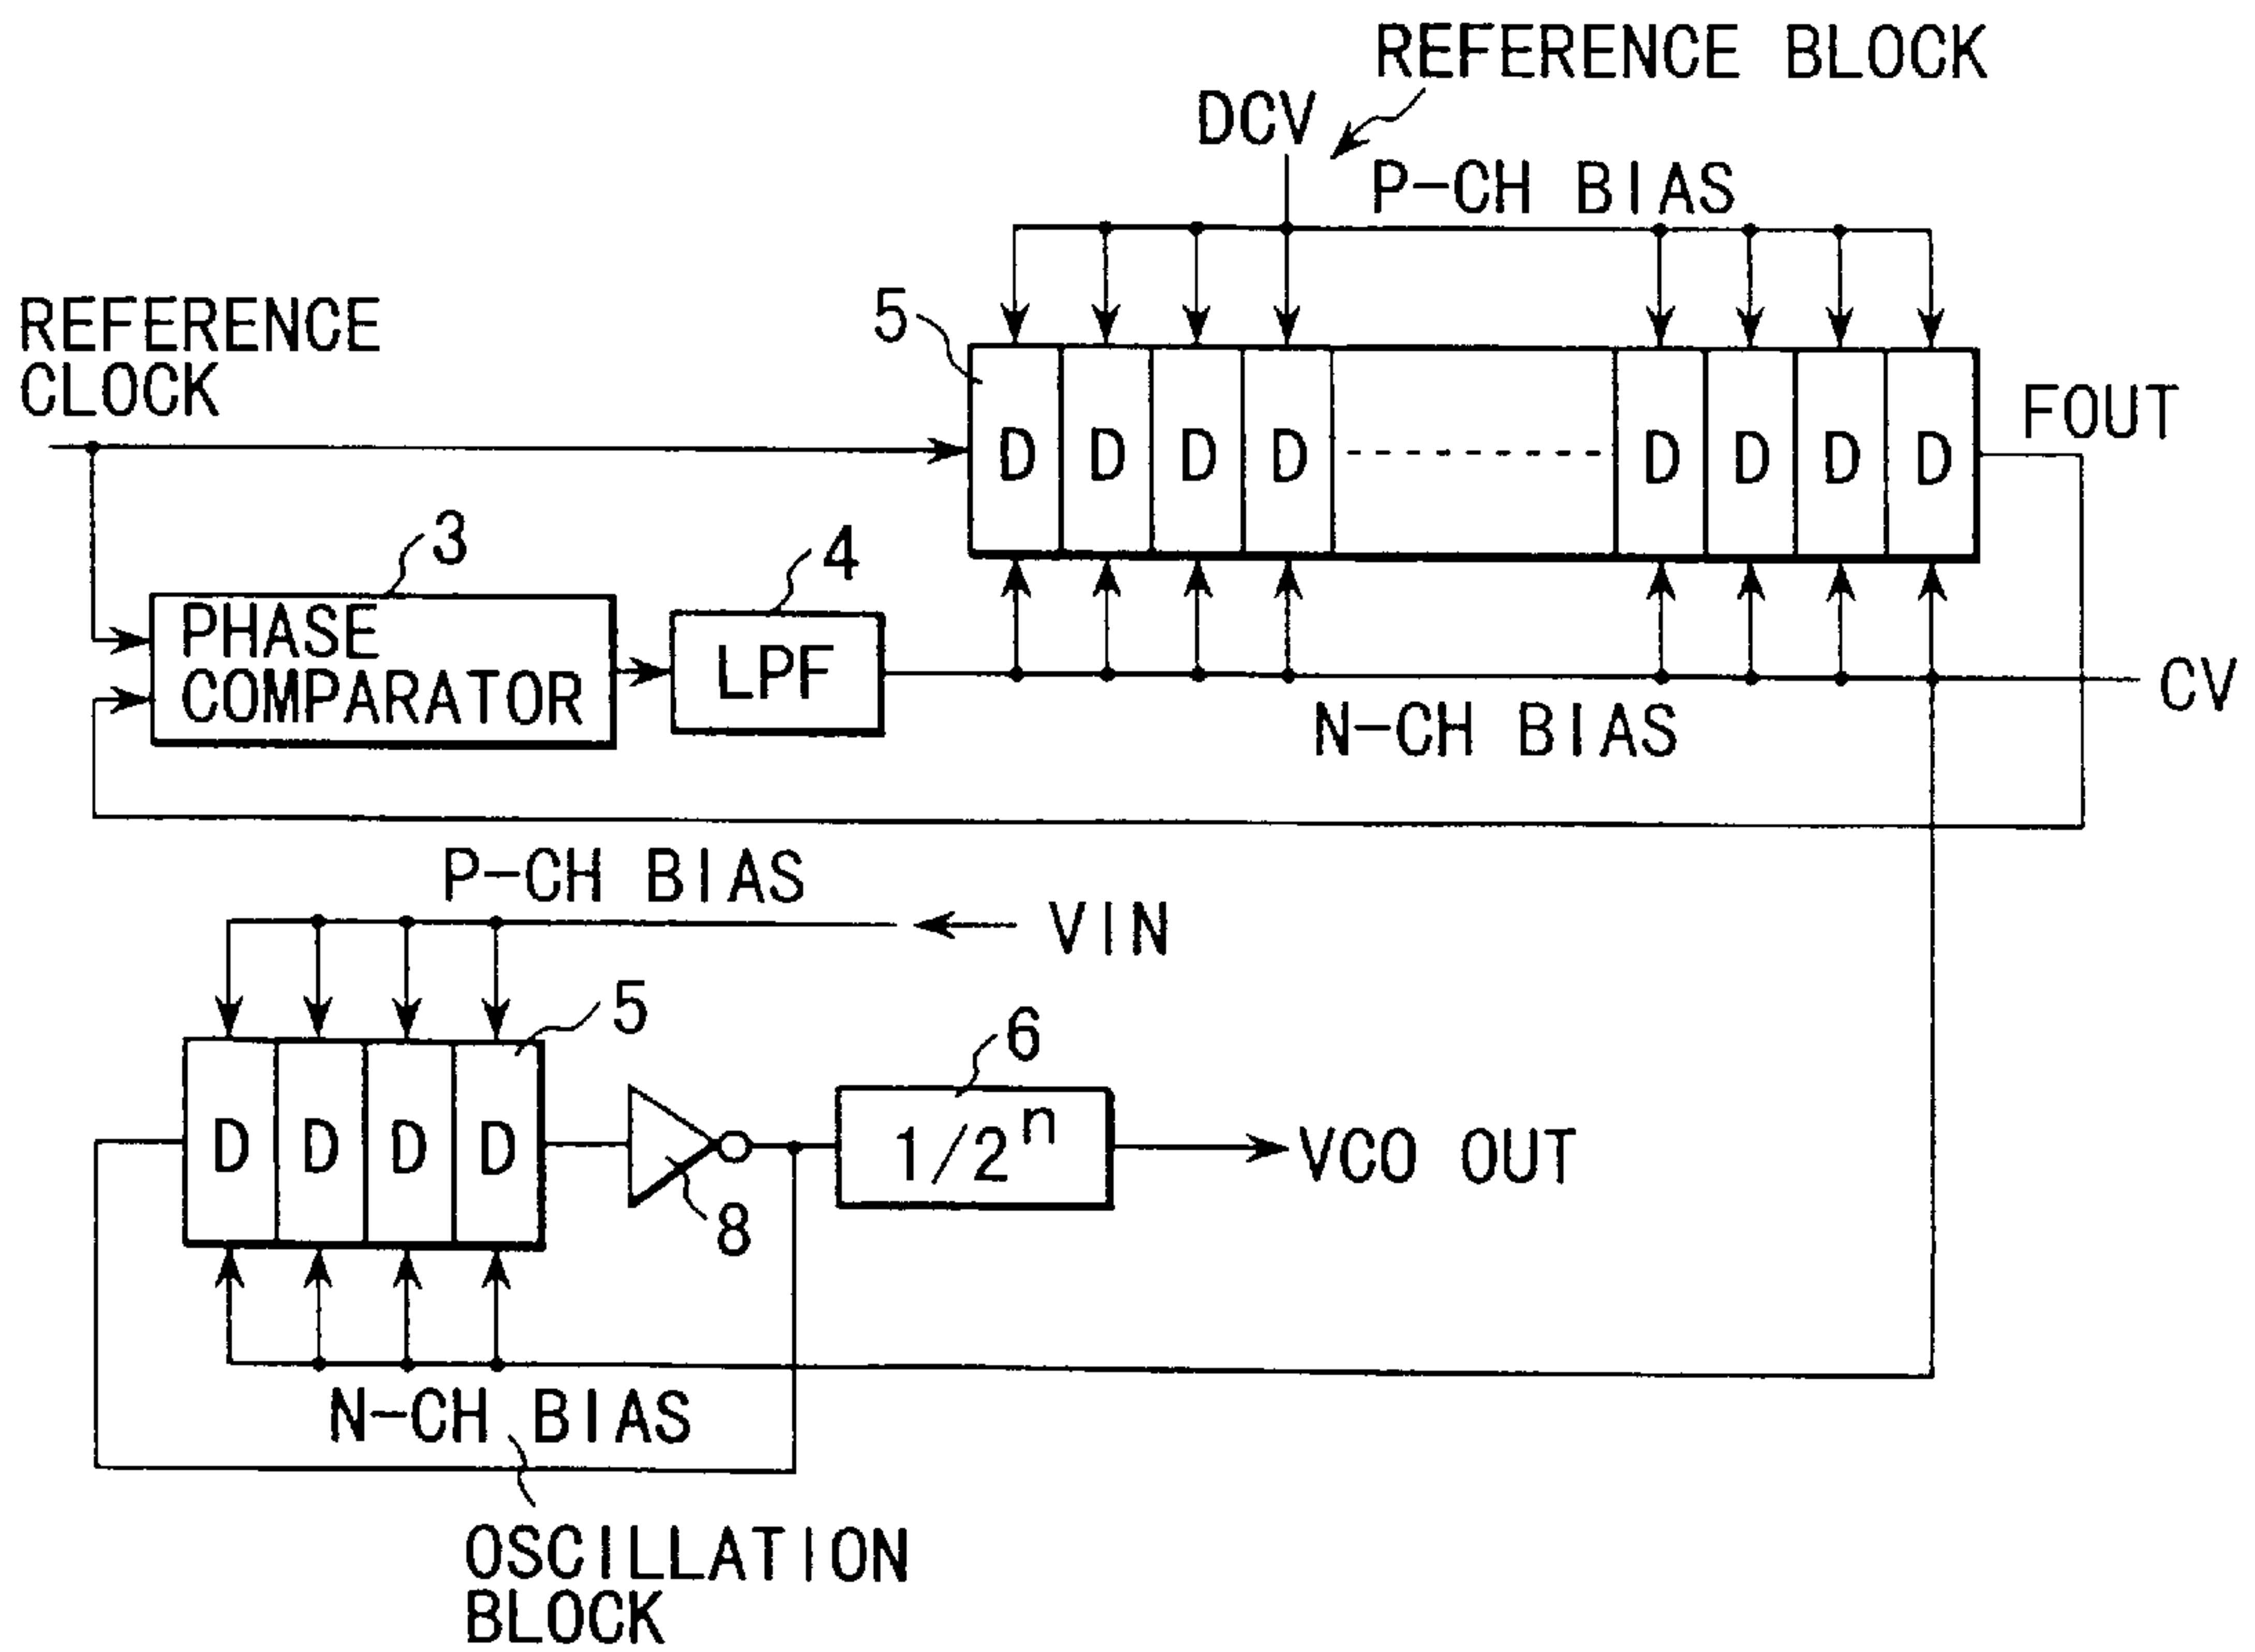 REFERENCE BLOCK
DCV
P-CH BIAS
REFERENCE
CLOCK
5
D D D D D D D D
FOUT
3
PHASE
COMPARATOR
4
LPF
CV
N-CH BIAS
P-CH BIAS
VIN
5
D D D D
8
6
1/2^n
VCO OUT
N-CH BIAS
OSCILLATION
BLOCK